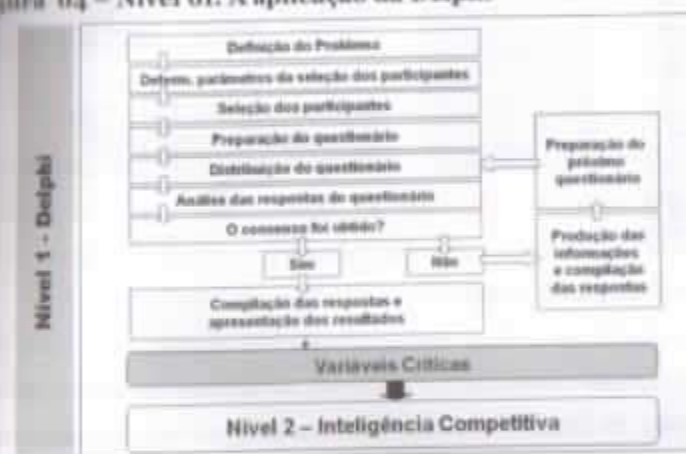 Nível 01: A aplicação da Delphi
Nível 1 - Delphi
Definição do Problema
Determ. parâmetros da seleção dos participantes
Seleção dos participantes
Preparação do questionário
Distribuição do questionário
Análise das respostas do questionário
O consenso foi obtido?
Sim
Não
Preparação do
próximo
questionário
Produção das
informações
e compilação
das respostas
Compilação das respostas e
apresentação dos resultados
Variáveis Críticas
Nível 2 – Inteligência Competitiva